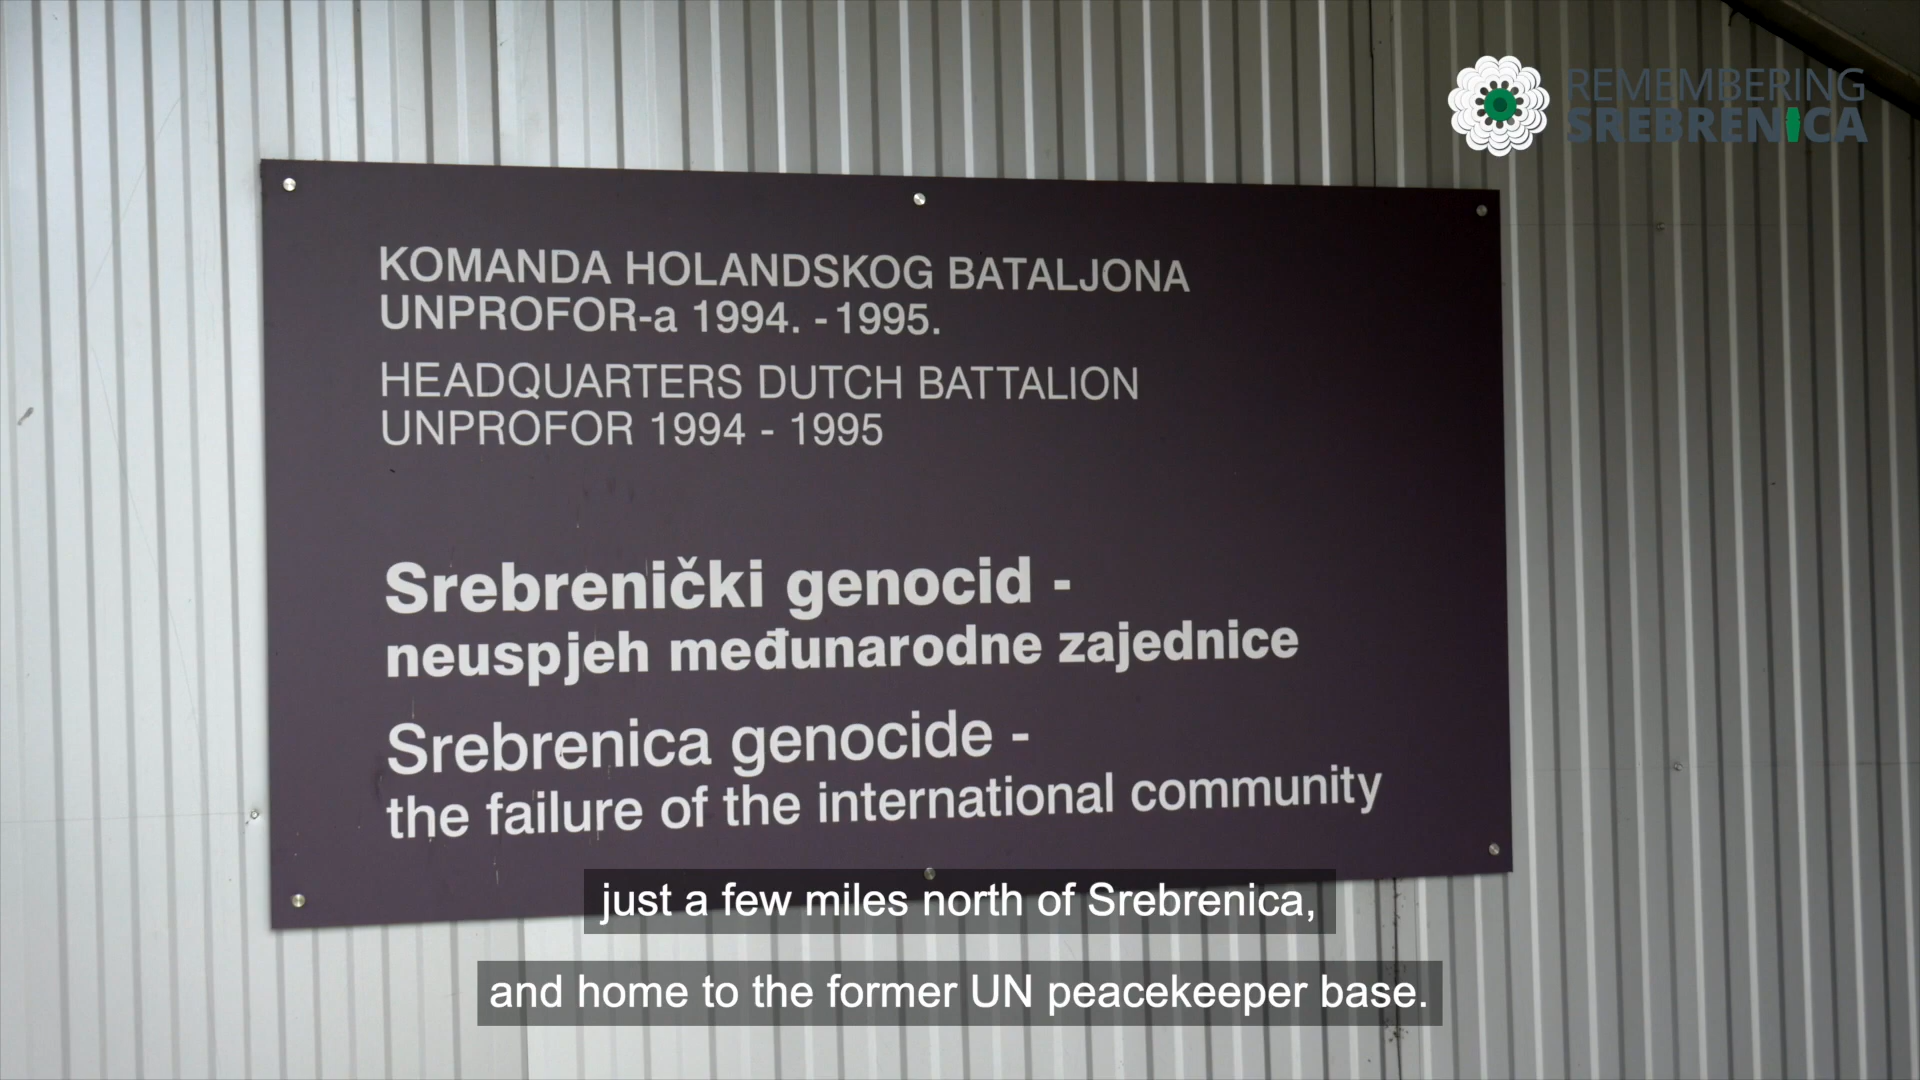 REMEMBERING
SREBRENICA
KOMANDA HOLANDSKOG BATALJONA
UNPROFOR-a 1994. - 1995.
HEADQUARTERS DUTCH BATTALION
UNPROFOR 1994 - 1995
Srebrenički genocid -
neuspjeh međunarodne zajednice
Srebrenica genocide -
the failure of the international community
just a few miles north of Srebrenica,
and home to the former UN peacekeeper base.